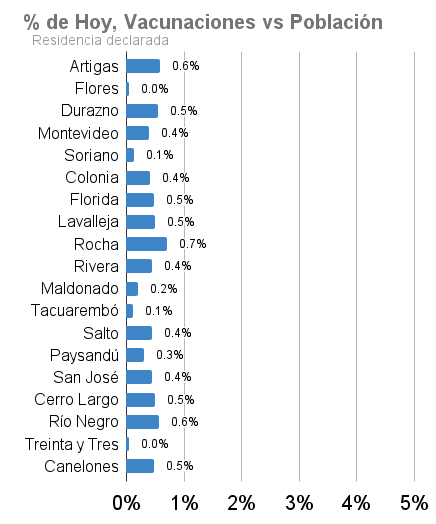 % de Hoy, Vacunaciones vs Población
Residencia declarada
Artigas 0.6%
Flores 0.0%
Durazno 0.5%
Montevideo 0.4%
Soriano 0.1%
Colonia 0.4%
Florida 0.5%
Lavalleja 0.5%
Rocha 0.7%
Rivera 0.4%
Maldonado 0.2%
Tacuarembó 0.1%
Salto 0.4%
Paysandú 0.3%
San José 0.4%
Cerro Largo 0.5%
Río Negro 0.6%
Treinta y Tres 0.0%
Canelones 0.5%
0% 1% 2% 3% 4% 5%